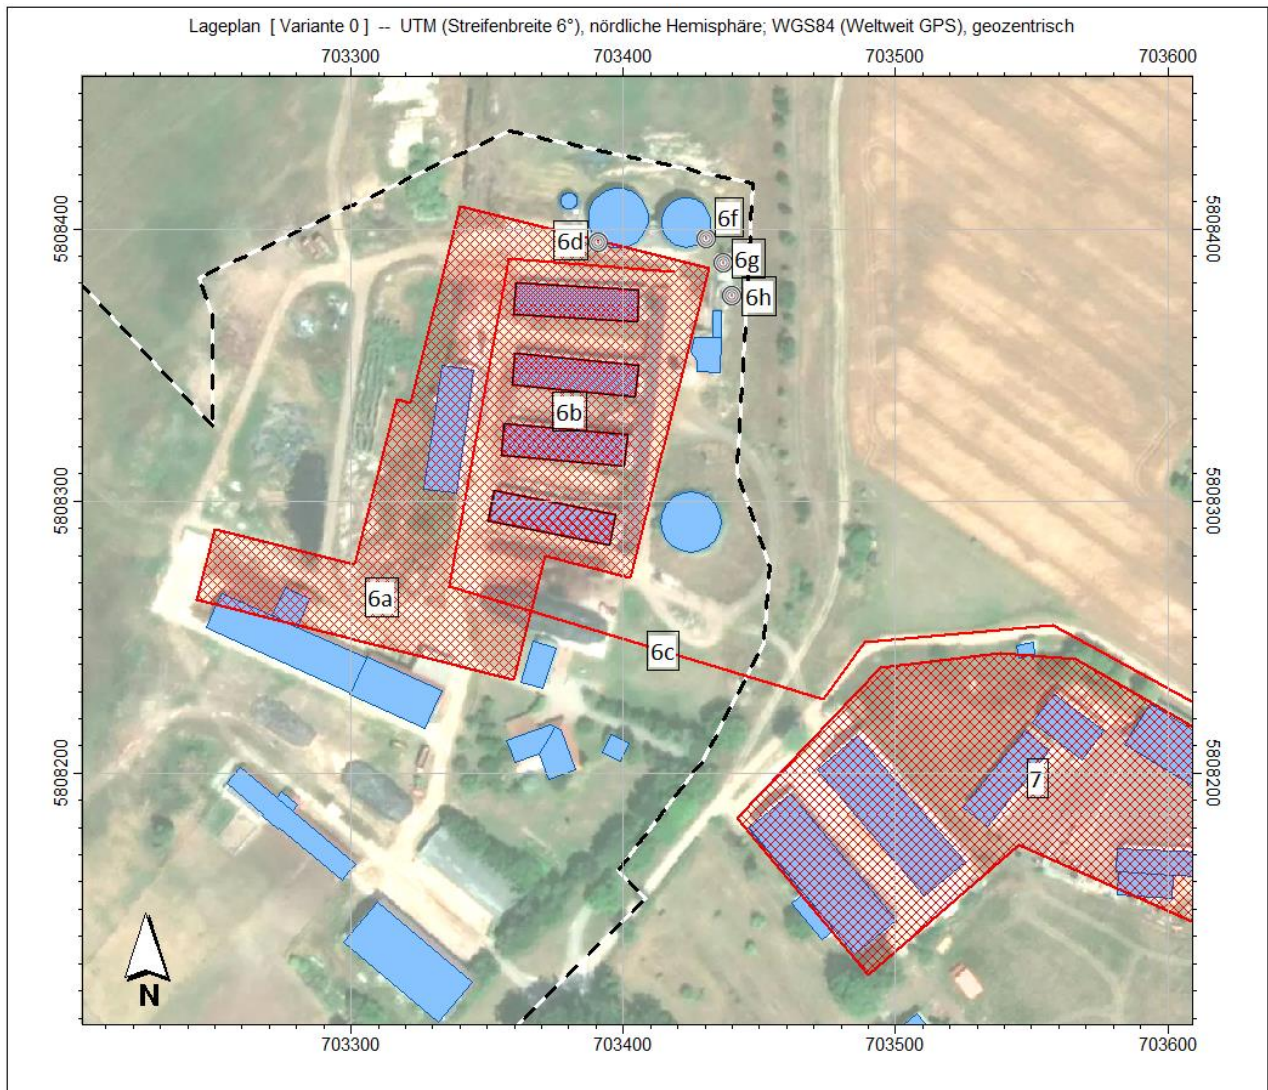 Lageplan [ Variante 0 ] -- UTM (Streifenbreite 6°), nördliche Hemisphäre; WGS84 (Weltweit GPS), geozentrisch
703300 703400 703500 703600
5808400 5808400
6d 6f
6g
6h
6b
5808300 5808300
6a
6c
5808200 7 5808200
N
703300 703400 703500 703600